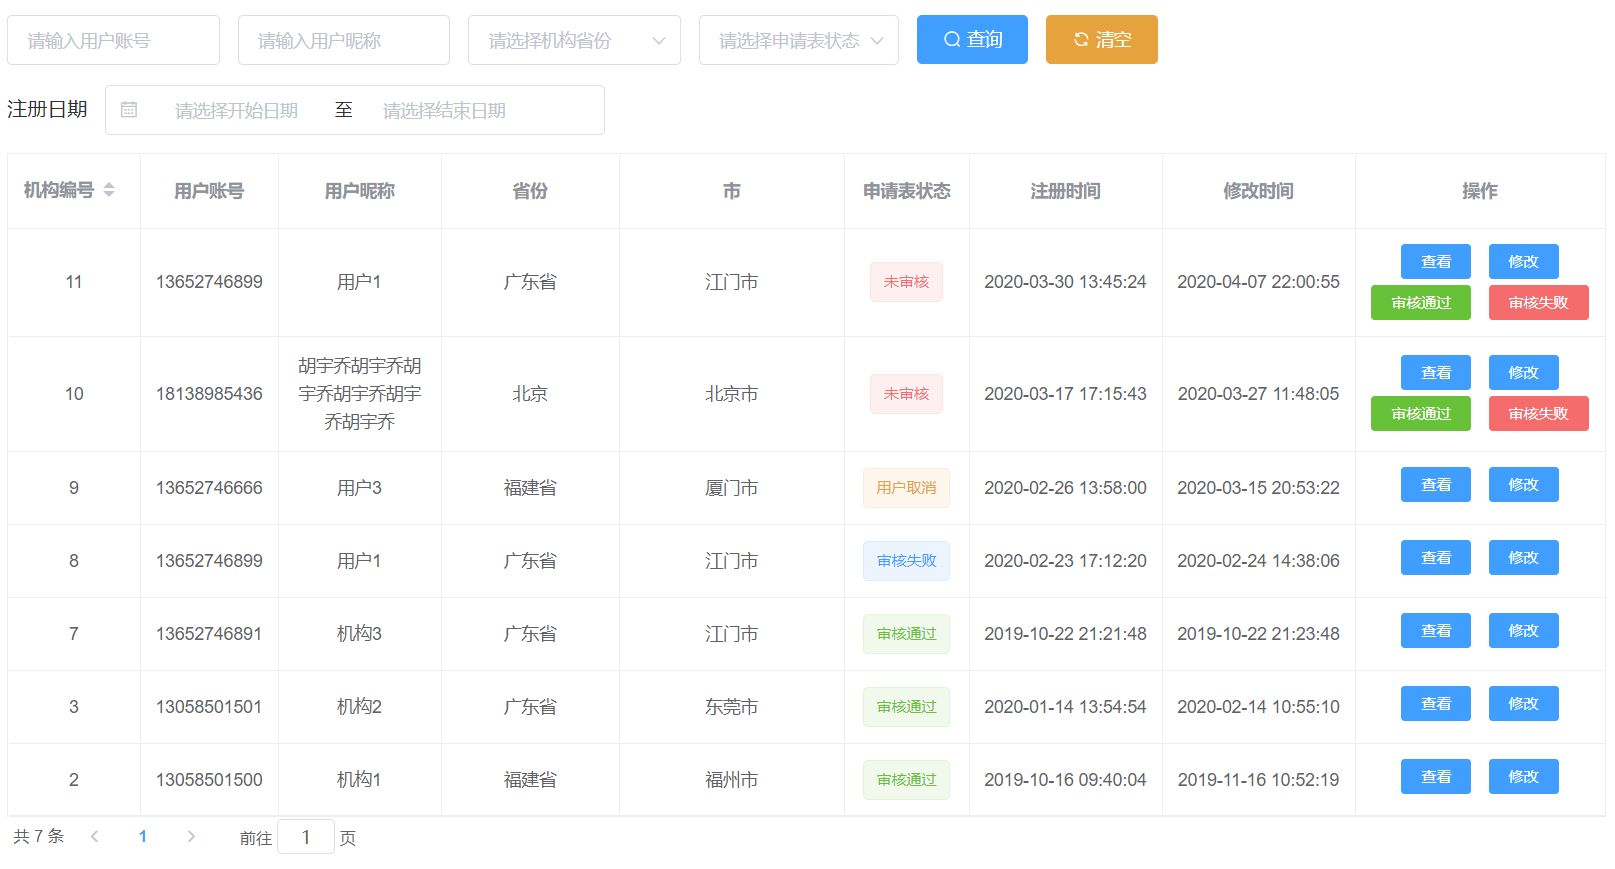 请输入用户账号 请输入用户昵称 请选择机构省份 请选择申请表状态 查询 清空
注册日期 请选择开始日期 至 请选择结束日期
机构编号 用户账号 用户昵称 省份 市 申请表状态 注册时间 修改时间 操作
11 13652746899 用户1 广东省 江门市 未审核 2020-03-30 13:45:24 2020-04-07 22:00:55 查看 修改
审核通过 审核失败
10 18138985436 胡宇乔胡宇乔胡 北京 北京市 未审核 2020-03-17 17:15:43 2020-03-27 11:48:05 查看 修改
宇乔胡宇乔胡宇 审核通过 审核失败
乔胡宇乔
9 13652746666 用户3 福建省 厦门市 用户取消 2020-02-26 13:58:00 2020-03-15 20:53:22 查看 修改
8 13652746899 用户1 广东省 江门市 审核失败 2020-02-23 17:12:20 2020-02-24 14:38:06 查看 修改
7 13652746891 机构3 广东省 江门市 审核通过 2019-10-22 21:21:48 2019-10-22 21:23:48 查看 修改
3 13058501501 机构2 广东省 东莞市 审核通过 2020-01-14 13:54:54 2020-02-14 10:55:10 查看 修改
2 13058501500 机构1 福建省 福州市 审核通过 2019-10-16 09:40:04 2019-11-16 10:52:19 查看 修改
共 7 条 1 前往 1 页